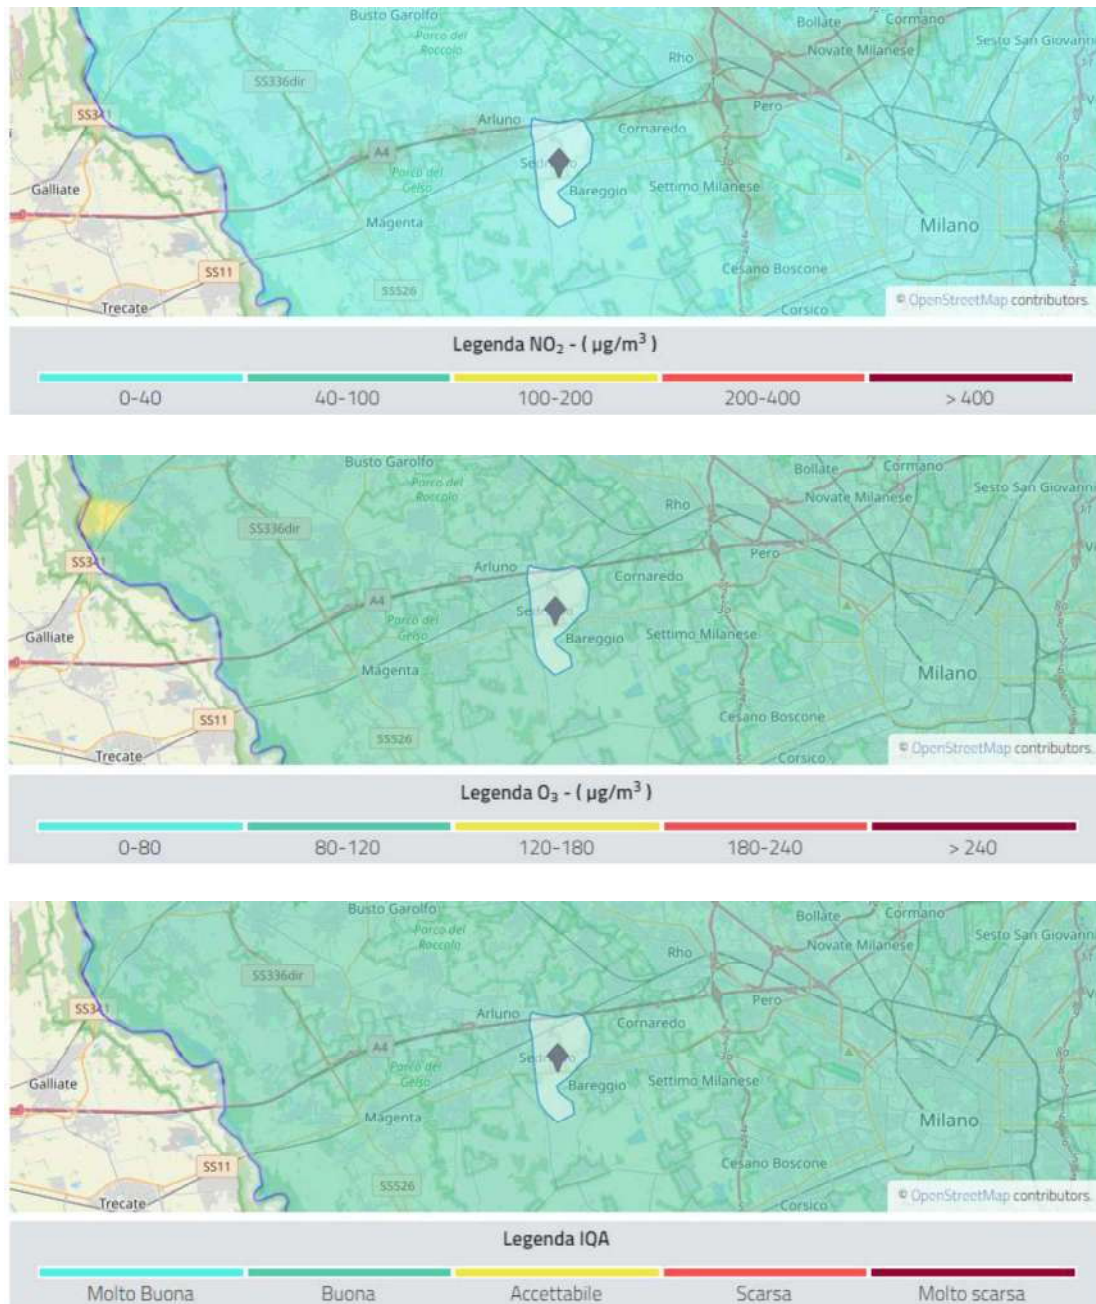 Busto Garolfo
Parco del
Roccolo
Bollate
Cormano
Sesto San Giovanni
Novate Milanese
SS336dir
Rho
SS341
Arluno
Pero
Cornaredo
A4
Galliate
Parco del
Gelso
Bareggio
Settimo Milanese
Magenta
Milano
SS11
Cesano Boscone
SS526
Trecate
Corsico
© OpenStreetMap contributors.
Legenda NO₂ - ( µg/m³ )
0-40 40-100 100-200 200-400 > 400
Busto Garolfo
Parco del
Roccolo
Bollate
Cormano
Sesto San Giovanni
Novate Milanese
SS336dir
Rho
SS341
Arluno
Pero
Cornaredo
A4
Galliate
Parco del
Gelso
Bareggio
Settimo Milanese
Magenta
Milano
SS11
Cesano Boscone
SS526
Trecate
Corsico
© OpenStreetMap contributors.
Legenda O₃ - ( µg/m³ )
0-80 80-120 120-180 180-240 > 240
Busto Garolfo
Parco del
Roccolo
Bollate
Cormano
Sesto San Giovanni
Novate Milanese
SS336dir
Rho
SS341
Arluno
Pero
Cornaredo
A4
Galliate
Parco del
Gelso
Bareggio
Settimo Milanese
Magenta
Milano
SS11
Cesano Boscone
SS526
Trecate
Corsico
© OpenStreetMap contributors.
Legenda IQA
Molto Buona Buona Accettabile Scarsa Molto scarsa